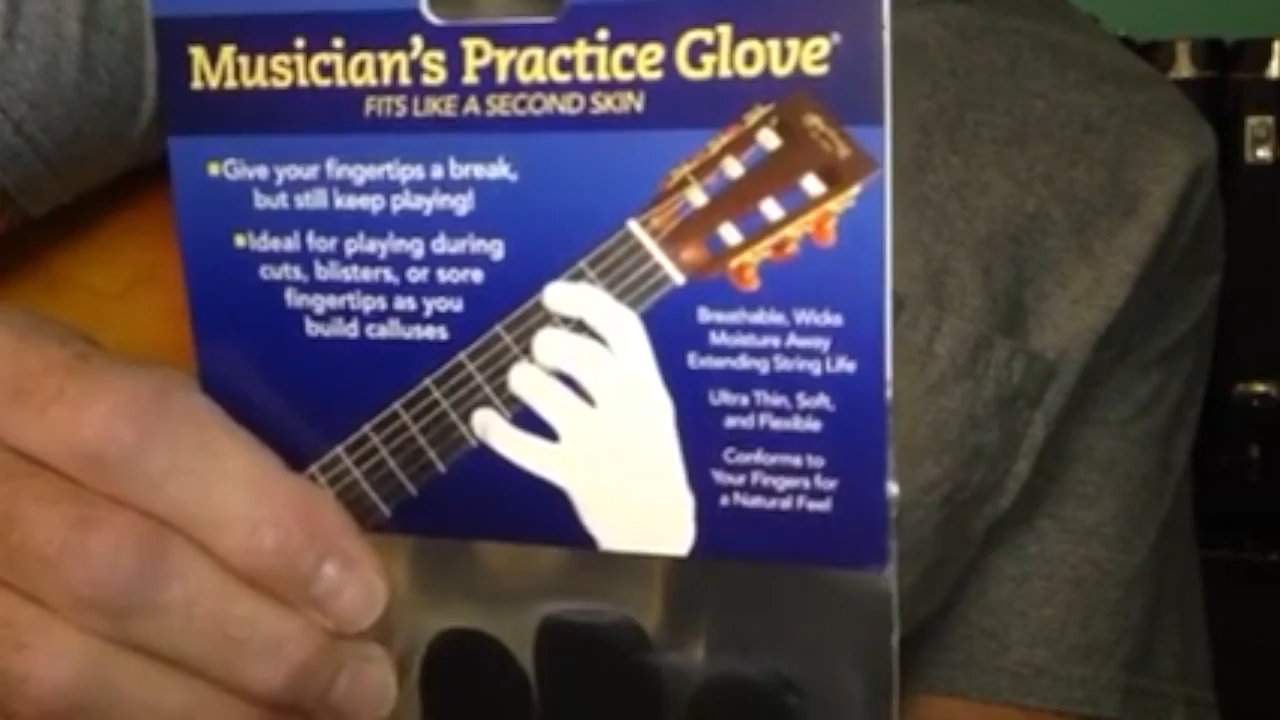 Musician's Practice Glove®
FITS LIKE A SECOND SKIN
Give your fingertips a break,
but still keep playing!
Ideal for playing during
cuts, blisters, or sore
fingertips as you
build calluses
Breathable, Wicks
Moisture Away
Extending String Life
Ultra Thin, Soft,
and Flexible
Conforms to
Your Fingers for
a Natural Feel